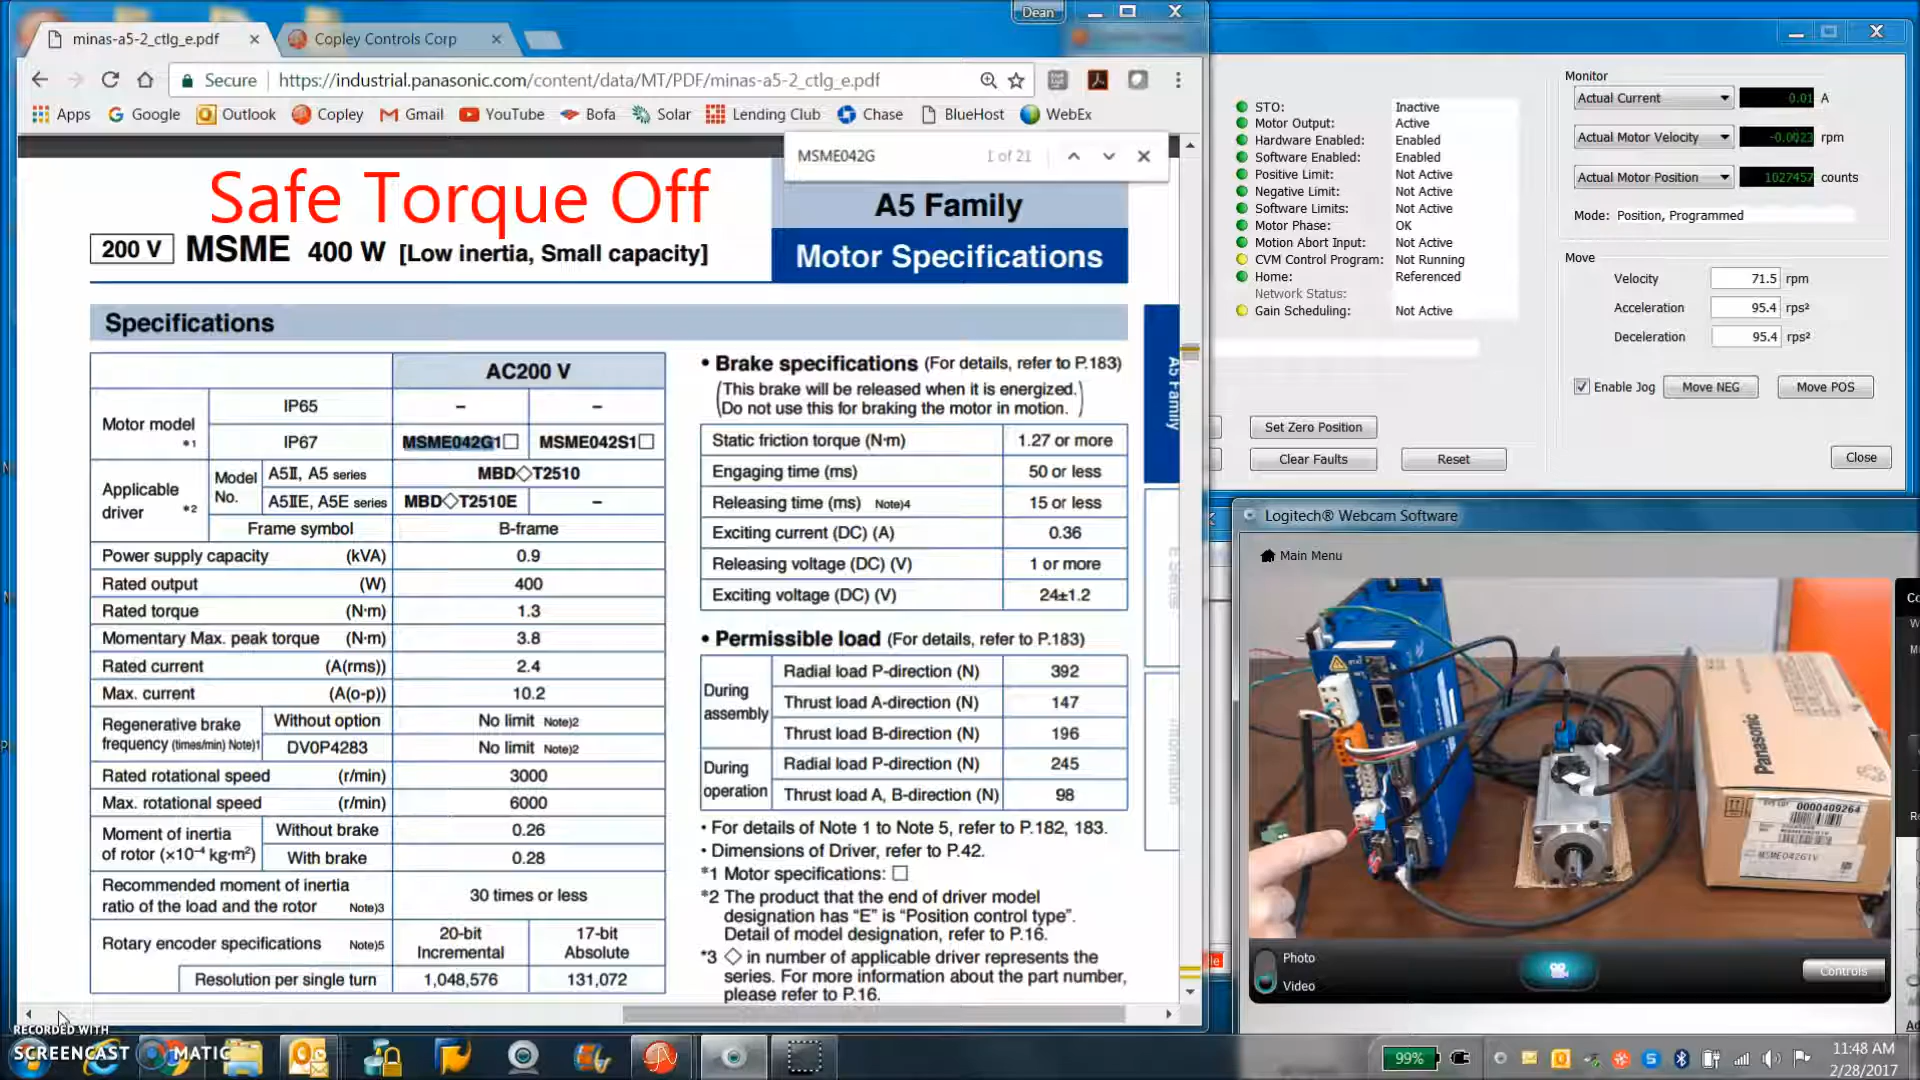 Dean
minas-a5-2_ctlg_e.pdf
Copley Controls Corp
Secure
https://industrial.panasonic.com/content/data/MT/PDF/minas-a5-2_ctlg_e.pdf
Apps
Google
Outlook
Copley
Gmail
YouTube
Bofa
Solar
Lending Club
Chase
BlueHost
WebEx
MSME042G
1 of 21
Safe Torque Off
200 V MSME 400 W [Low inertia, Small capacity]
A5 Family
Motor Specifications
Specifications
AC200 V
Motor model *1
IP65 – –
IP67 MSME042G1□ MSME042S1□
Applicable driver *2
Model No.
A5II, A5 series MBD◇T2510
A5IIE, A5E series MBD◇T2510E –
Frame symbol B-frame
Power supply capacity (kVA) 0.9
Rated output (W) 400
Rated torque (N·m) 1.3
Momentary Max. peak torque (N·m) 3.8
Rated current (A(rms)) 2.4
Max. current (A(o-p)) 10.2
Regenerative brake frequency (times/min) Note)1
Without option No limit Note)2
DV0P4283 No limit Note)2
Rated rotational speed (r/min) 3000
Max. rotational speed (r/min) 6000
Moment of inertia of rotor (×10⁻⁴ kg·m²)
Without brake 0.26
With brake 0.28
Recommended moment of inertia
ratio of the load and the rotor Note)3
30 times or less
Rotary encoder specifications Note)5
20-bit Incremental
17-bit Absolute
Resolution per single turn 1,048,576 131,072
• Brake specifications (For details, refer to P.183)
(This brake will be released when it is energized.
Do not use this for braking the motor in motion.)
Static friction torque (N·m) 1.27 or more
Engaging time (ms) 50 or less
Releasing time (ms) Note)4 15 or less
Exciting current (DC) (A) 0.36
Releasing voltage (DC) (V) 1 or more
Exciting voltage (DC) (V) 24±1.2
• Permissible load (For details, refer to P.183)
During assembly
Radial load P-direction (N) 392
Thrust load A-direction (N) 147
Thrust load B-direction (N) 196
During operation
Radial load P-direction (N) 245
Thrust load A, B-direction (N) 98
• For details of Note 1 to Note 5, refer to P.182, 183.
• Dimensions of Driver, refer to P.42.
*1 Motor specifications: □
*2 The product that the end of driver model
designation has “E” is “Position control type”.
Detail of model designation, refer to P.16.
*3 ◇ in number of applicable driver represents the
series. For more information about the part number,
please refer to P.16.
A5 Family
E Series
Information
STO: Inactive
Motor Output: Active
Hardware Enabled: Enabled
Software Enabled: Enabled
Positive Limit: Not Active
Negative Limit: Not Active
Software Limits: Not Active
Motor Phase: OK
Motion Abort Input: Not Active
CVM Control Program: Not Running
Home: Referenced
Network Status:
Gain Scheduling: Not Active
Monitor
Actual Current 0.01 A
Actual Motor Velocity -0.0023 rpm
Actual Motor Position 1027457 counts
Mode: Position, Programmed
Move
Velocity 71.5 rpm
Acceleration 95.4 rps²
Deceleration 95.4 rps²
Enable Jog
Move NEG
Move POS
Set Zero Position
Clear Faults
Reset
Close
Logitech® Webcam Software
Main Menu
Panasonic
0000409264
MSME042G1V
Photo
Video
Controls
RECORDED WITH
SCREENCAST MATIC
99%
11:48 AM
2/28/2017